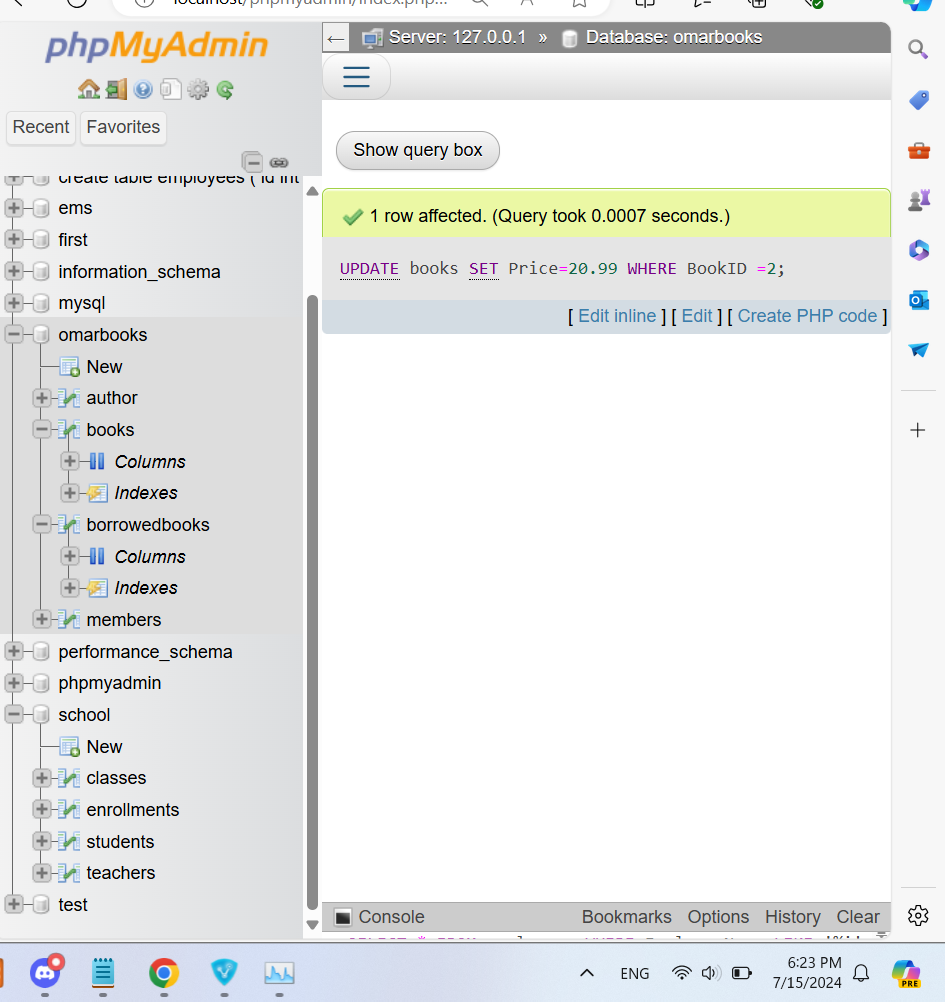 localhost/phpmyadmin/index.php...
phpMyAdmin
Recent
Favorites
create table employees ( id int
ems
first
information_schema
mysql
omarbooks
New
author
books
Columns
Indexes
borrowedbooks
Columns
Indexes
members
performance_schema
phpmyadmin
school
New
classes
enrollments
students
teachers
test
Server: 127.0.0.1 » Database: omarbooks
Show query box
1 row affected. (Query took 0.0007 seconds.)
UPDATE books SET Price=20.99 WHERE BookID =2;
[ Edit inline ] [ Edit ] [ Create PHP code ]
Console Bookmarks Options History Clear
ENG
6:23 PM
7/15/2024
PRE